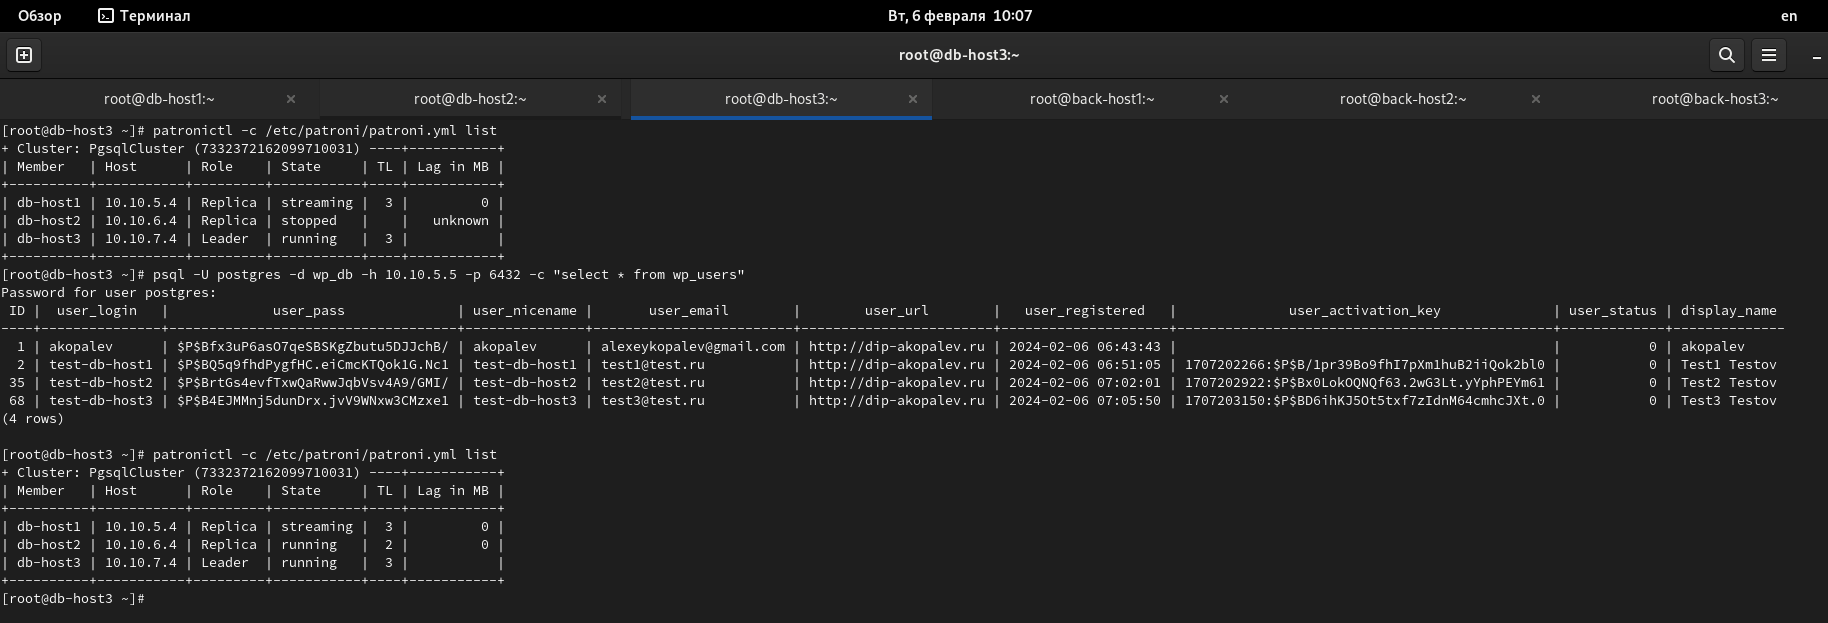 Обзор Терминал Вт, 6 февраля 10:07 en
root@db-host3:~
root@db-host1:~ × root@db-host2:~ × root@db-host3:~ × root@back-host1:~ × root@back-host2:~ × root@back-host3:~
[root@db-host3 ~]# patronictl -c /etc/patroni/patroni.yml list
+ Cluster: PgsqlCluster (7332372162099710031) ----+-----------+
| Member   | Host      | Role    | State     | TL | Lag in MB |
+----------+-----------+---------+-----------+----+-----------+
| db-host1 | 10.10.5.4 | Replica | streaming |  3 |         0 |
| db-host2 | 10.10.6.4 | Replica | stopped   |    |   unknown |
| db-host3 | 10.10.7.4 | Leader  | running   |  3 |           |
+----------+-----------+---------+-----------+----+-----------+
[root@db-host3 ~]# psql -U postgres -d wp_db -h 10.10.5.5 -p 6432 -c "select * from wp_users"
Password for user postgres:
 ID |  user_login   |             user_pass              | user_nicename |       user_email       |        user_url        |   user_registered   |              user_activation_key              | user_status | display_name
----+---------------+------------------------------------+---------------+------------------------+------------------------+---------------------+-----------------------------------------------+-------------+-------------
  1 | akopalev      | $P$Bfx3uP6asO7qeSBSKgZbutu5DJJchB/ | akopalev      | alexeykopalev@gmail.com | http://dip-akopalev.ru | 2024-02-06 06:43:43 |                                               |           0 | akopalev
  2 | test-db-host1 | $P$BQ5q9fhdPygfHC.eiCmcKTQok1G.Nc1 | test-db-host1 | test1@test.ru          | http://dip-akopalev.ru | 2024-02-06 06:51:05 | 1707202266:$P$B/1pr39Bo9fhI7pXm1huB2iiQok2bl0 |           0 | Test1 Testov
 35 | test-db-host2 | $P$BrtGs4evfTxwQaRwwJqbVsv4A9/GMI/ | test-db-host2 | test2@test.ru          | http://dip-akopalev.ru | 2024-02-06 07:02:01 | 1707202922:$P$Bx0LokOQNQf63.2wG3Lt.yYphPEYm61 |           0 | Test2 Testov
 68 | test-db-host3 | $P$B4EJMMnj5dunDrx.jvV9WNxw3CMzxe1 | test-db-host3 | test3@test.ru          | http://dip-akopalev.ru | 2024-02-06 07:05:50 | 1707203150:$P$BD6ihKJ5Ot5txf7zIdnM64cmhcJXt.0 |           0 | Test3 Testov
(4 rows)
[root@db-host3 ~]# patronictl -c /etc/patroni/patroni.yml list
+ Cluster: PgsqlCluster (7332372162099710031) ----+-----------+
| Member   | Host      | Role    | State     | TL | Lag in MB |
+----------+-----------+---------+-----------+----+-----------+
| db-host1 | 10.10.5.4 | Replica | streaming |  3 |         0 |
| db-host2 | 10.10.6.4 | Replica | running   |  2 |         0 |
| db-host3 | 10.10.7.4 | Leader  | running   |  3 |           |
+----------+-----------+---------+-----------+----+-----------+
[root@db-host3 ~]#